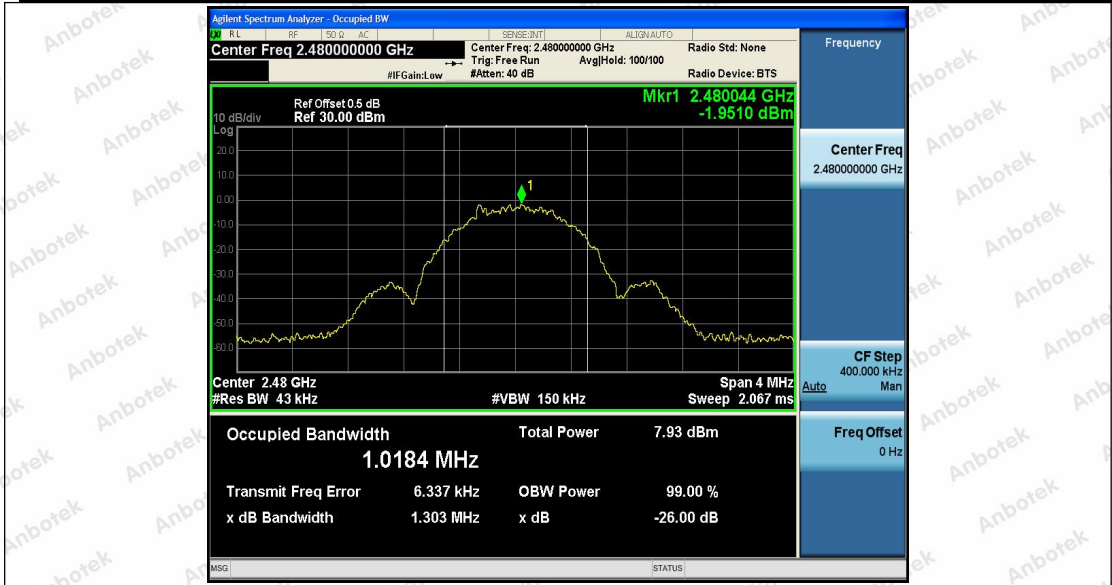 Agilent Spectrum Analyzer - Occupied BW
LXI RL RF 50 Ω AC SENSE:INT ALIGN AUTO
Center Freq 2.480000000 GHz
Center Freq: 2.480000000 GHz
Radio Std: None
Trig: Free Run Avg|Hold: 100/100
#IFGain:Low
#Atten: 40 dB
Radio Device: BTS
Mkr1 2.480044 GHz
-1.9510 dBm
Ref Offset 0.5 dB
10 dB/div Ref 30.00 dBm
Log
20.0
10.0
0.00
-10.0
-20.0
-30.0
-40.0
-50.0
-60.0
1
Center 2.48 GHz Span 4 MHz
#Res BW 43 kHz #VBW 150 kHz Sweep 2.067 ms
Occupied Bandwidth Total Power 7.93 dBm
1.0184 MHz
Transmit Freq Error 6.337 kHz OBW Power 99.00 %
x dB Bandwidth 1.303 MHz x dB -26.00 dB
MSG STATUS
Frequency
Center Freq
2.480000000 GHz
CF Step
400.000 kHz
Auto Man
Freq Offset
0 Hz
Anbotek